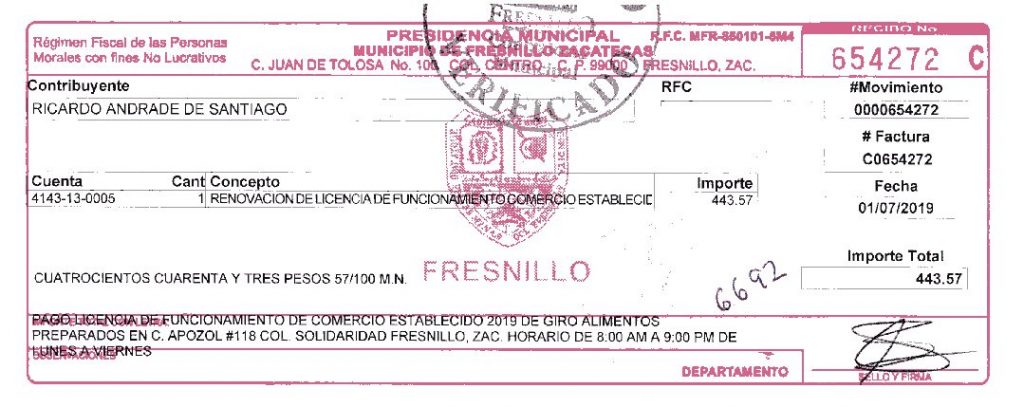 Régimen Fiscal de las Personas
Morales con fines No Lucrativos
PRESIDENCIA MUNICIPAL
MUNICIPIO DE FRESNILLO ZACATECAS
C. JUAN DE TOLOSA No. 100 COL. CENTRO C. P. 99000 FRESNILLO, ZAC.
R.F.C. MFR-850101-5M4
RECIBO No.
654272 C
VERIFICADO
Contribuyente
RICARDO ANDRADE DE SANTIAGO
RFC
#Movimiento
0000654272
# Factura
C0654272
Fecha
01/07/2019
Cuenta Cant Concepto Importe
4143-13-0005 1 RENOVACION DE LICENCIA DE FUNCIONAMIENTO COMERCIO ESTABLECID 443.57
Importe Total
443.57
CUATROCIENTOS CUARENTA Y TRES PESOS 57/100 M.N.
FRESNILLO
6692
PAGO LICENCIA DE FUNCIONAMIENTO DE COMERCIO ESTABLECIDO 2019 DE GIRO ALIMENTOS
PREPARADOS EN C. APOZOL #118 COL. SOLIDARIDAD FRESNILLO, ZAC. HORARIO DE 8:00 AM A 9:00 PM DE
LUNES A VIERNES
OBSERVACIONES
DEPARTAMENTO
SELLO Y FIRMA